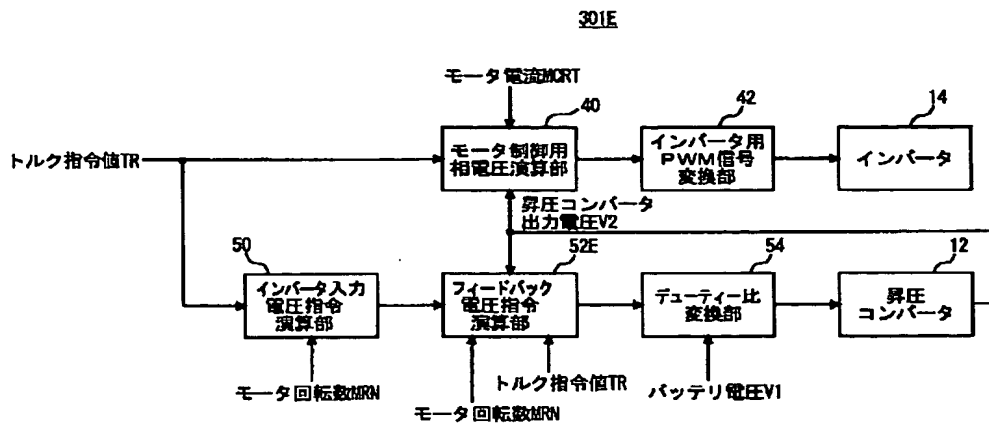 301E
モータ電流MCRT
40
42
14
トルク指令値TR
モータ制御用
相電圧演算部
インバータ用
PWM信号
変換部
インバータ
昇圧コンバータ
出力電圧V2
50
52E
54
12
インバータ入力
電圧指令
演算部
フィードバック
電圧指令
演算部
デューティー比
変換部
昇圧
コンバータ
モータ回転数MRN
トルク指令値TR
モータ回転数MRN
バッテリ電圧V1